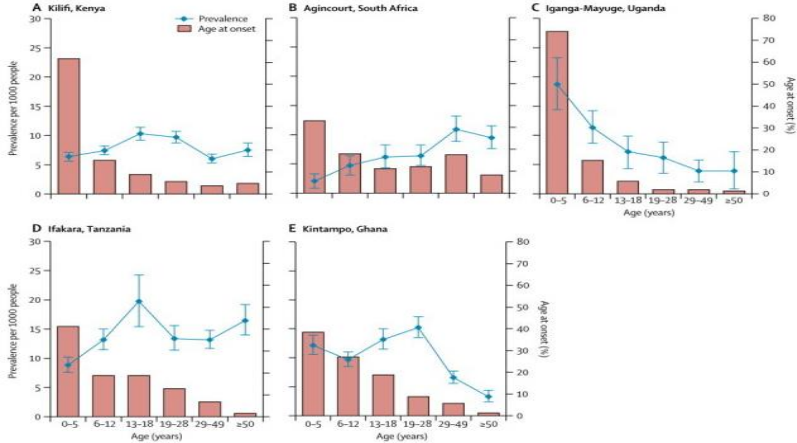 A Kilifi, Kenya
Prevalence
Age at onset
30
25
20
15
10
5
0
Prevalence per 1000 people
B Agincourt, South Africa
C Iganga-Mayuge, Uganda
80
70
60
50
40
30
20
10
0
Age at onset (%)
0–5 6–12 13–18 19–28 29–49 ≥50
Age (years)
D Ifakara, Tanzania
30
25
20
15
10
5
0
Prevalence per 1000 people
0–5 6–12 13–18 19–28 29–49 ≥50
Age (years)
E Kintampo, Ghana
80
70
60
50
40
30
20
10
0
Age at onset (%)
0–5 6–12 13–18 19–28 29–49 ≥50
Age (years)